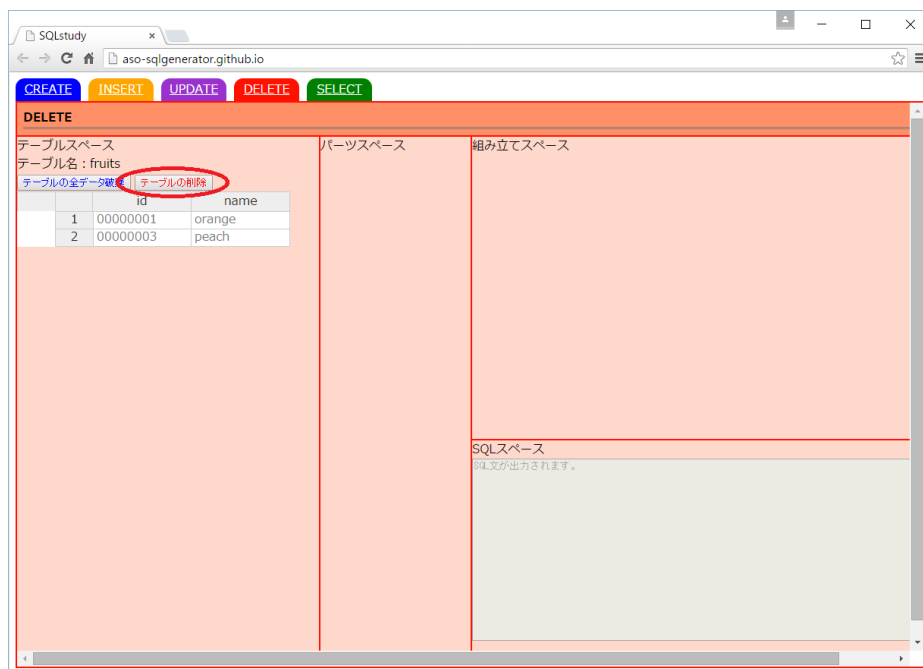 SQLstudy
aso-sqlgenerator.github.io
CREATE INSERT UPDATE DELETE SELECT
DELETE
テーブルスペース
テーブル名：fruits
テーブルの全データ破棄 テーブルの削除
id name
1 00000001 orange
2 00000003 peach
パーツスペース
組み立てスペース
SQLスペース
SQL文が出力されます。